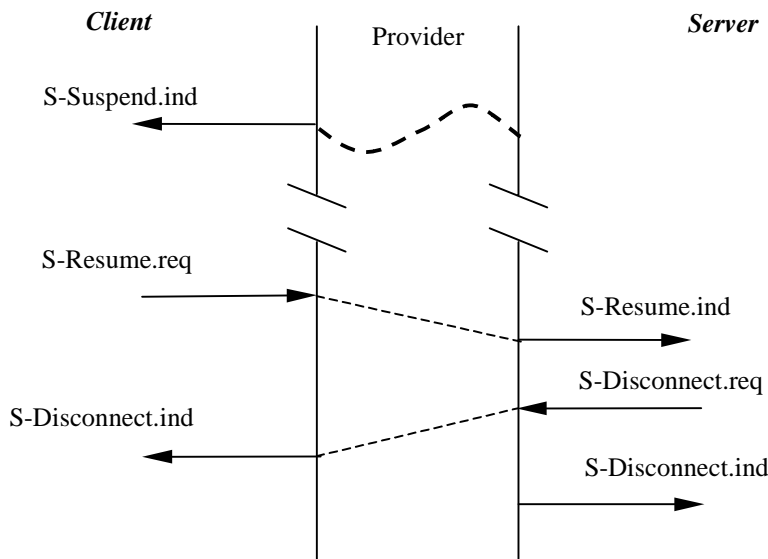 Client
Provider
Server
S-Suspend.ind
S-Resume.req
S-Resume.ind
S-Disconnect.req
S-Disconnect.ind
S-Disconnect.ind